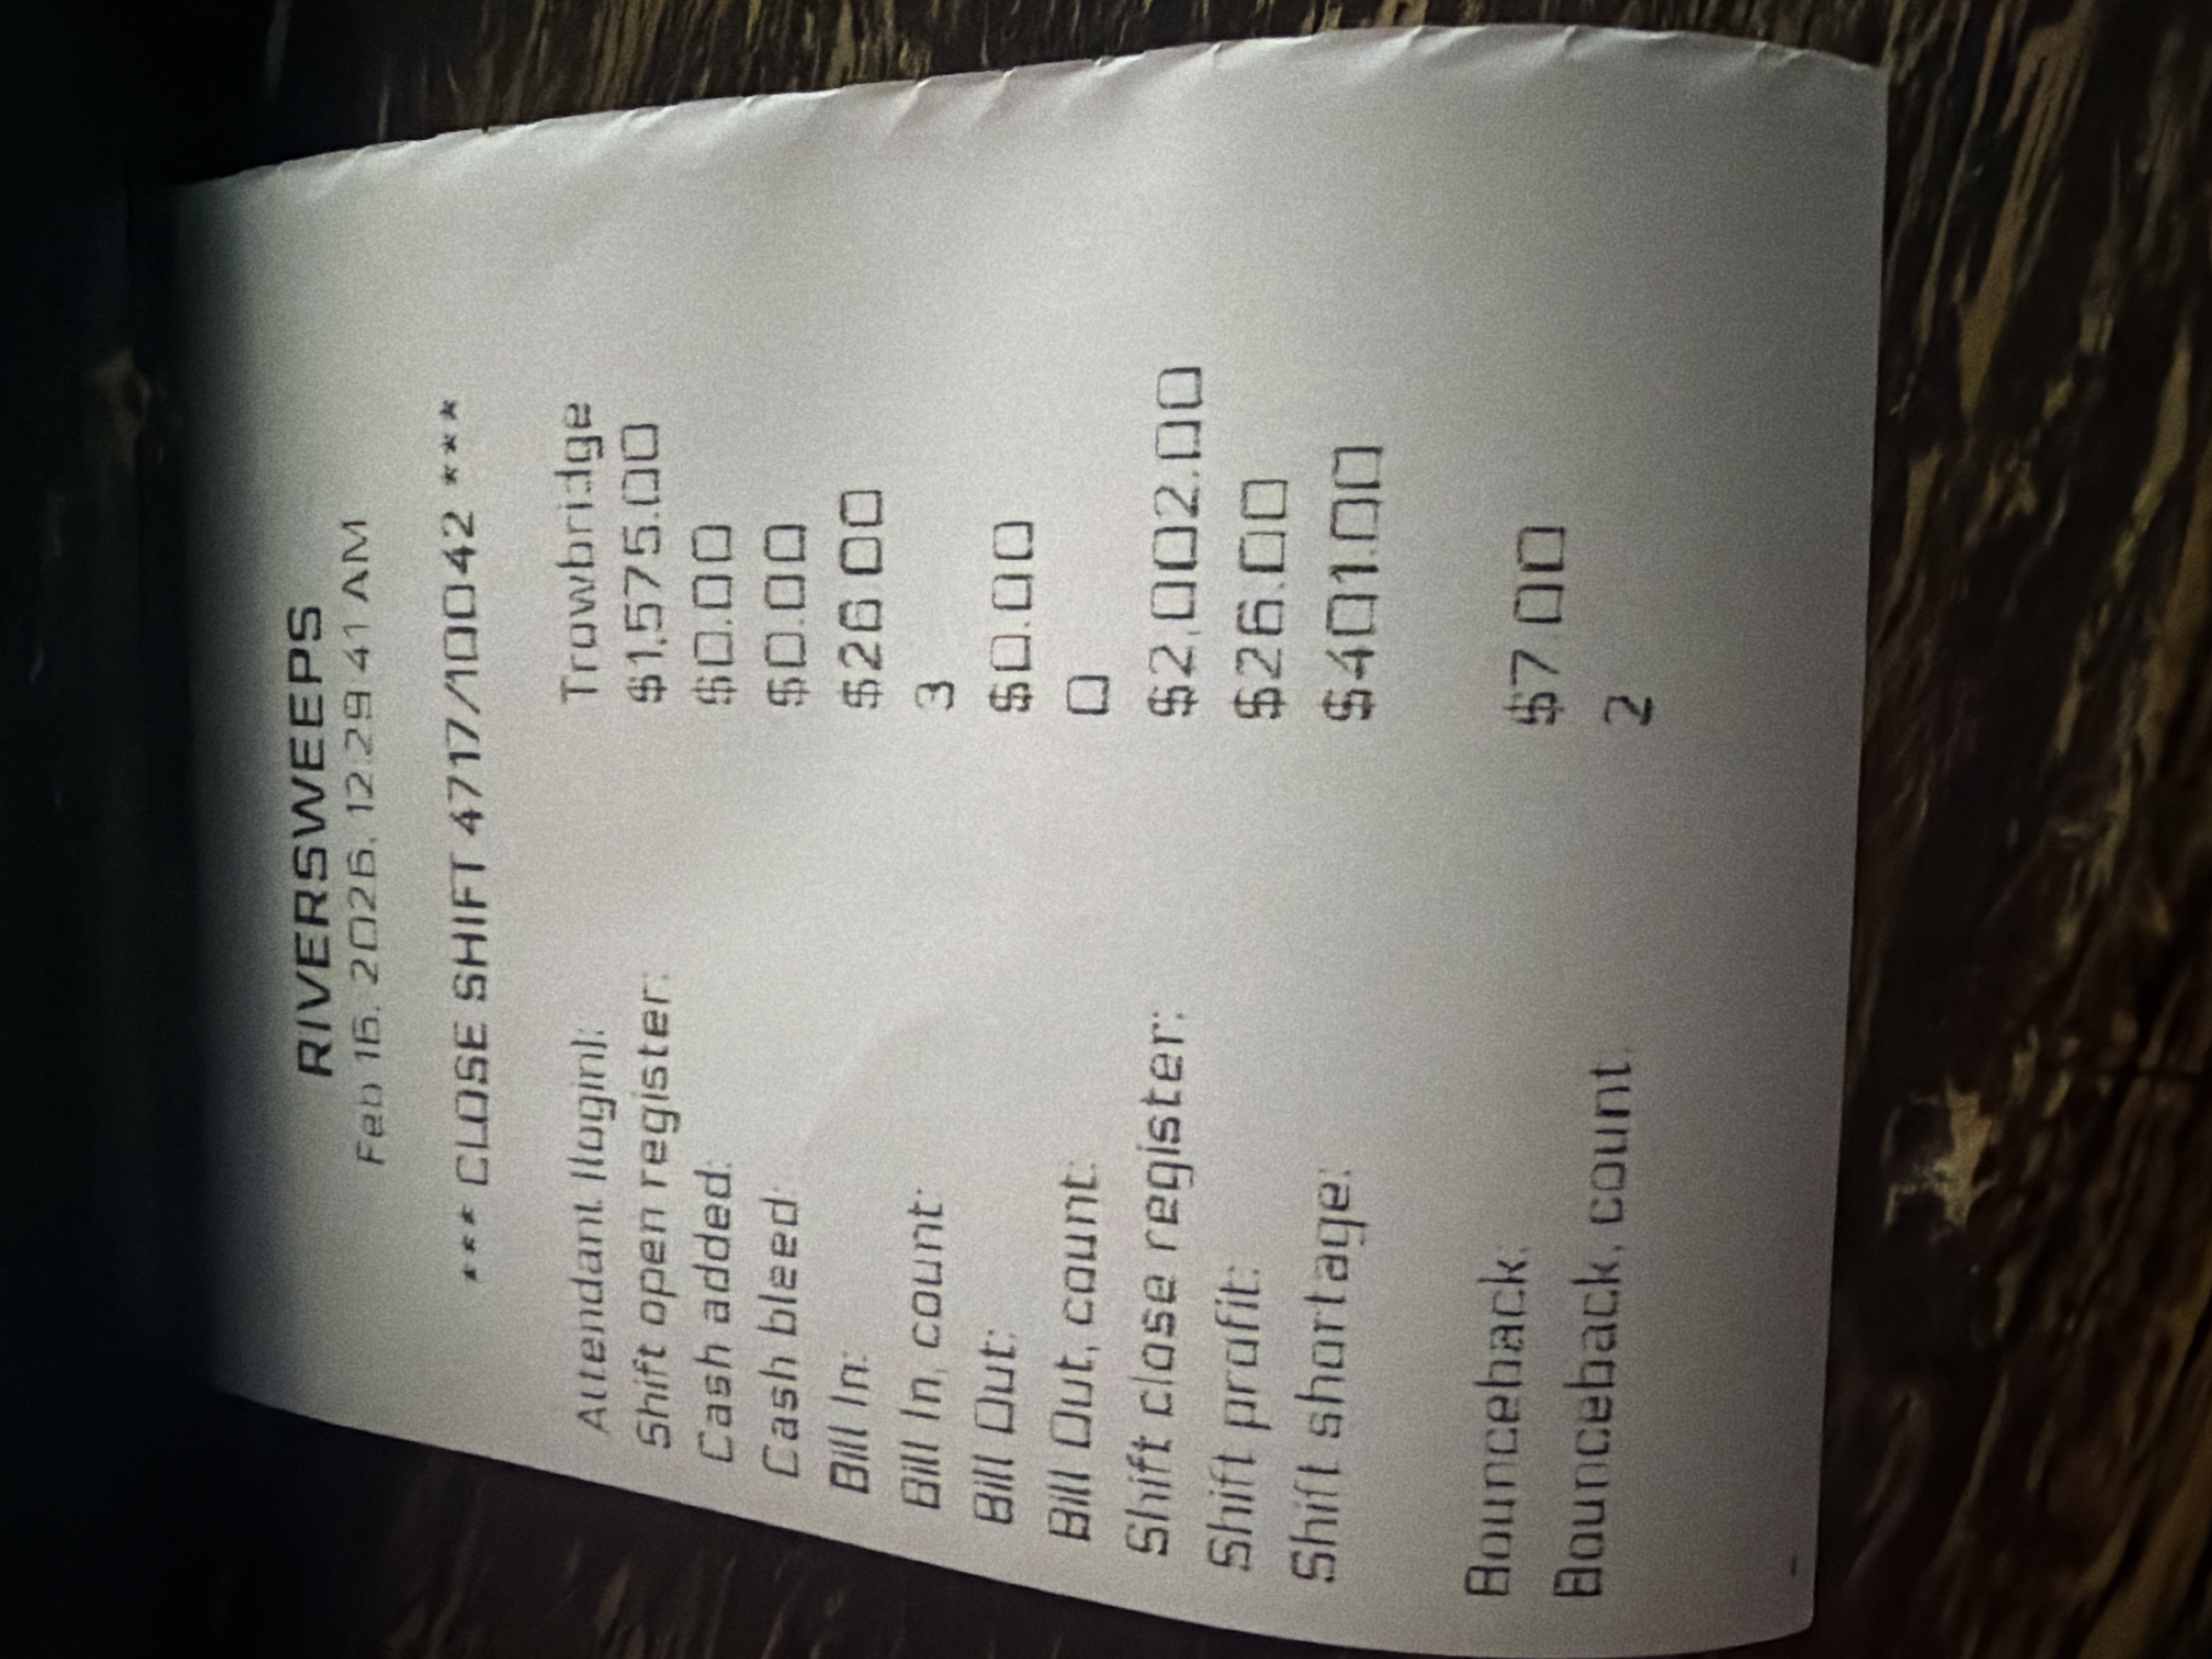 RIVERSWEEPS
Feb 16, 2026, 12:29:41 AM
*** CLOSE SHIFT 4717/10042 ***
Attendant (login): Trowbridge
Shift open register: $1,575.00
Cash added: $0.00
Cash bleed: $0.00
Bill In: $26.00
Bill In, count: 3
Bill Out: $0.00
Bill Out, count: 0
Shift close register: $2,002.00
Shift profit: $26.00
Shift shortage: $401.00
Bounceback: $7.00
Bounceback, count: 2